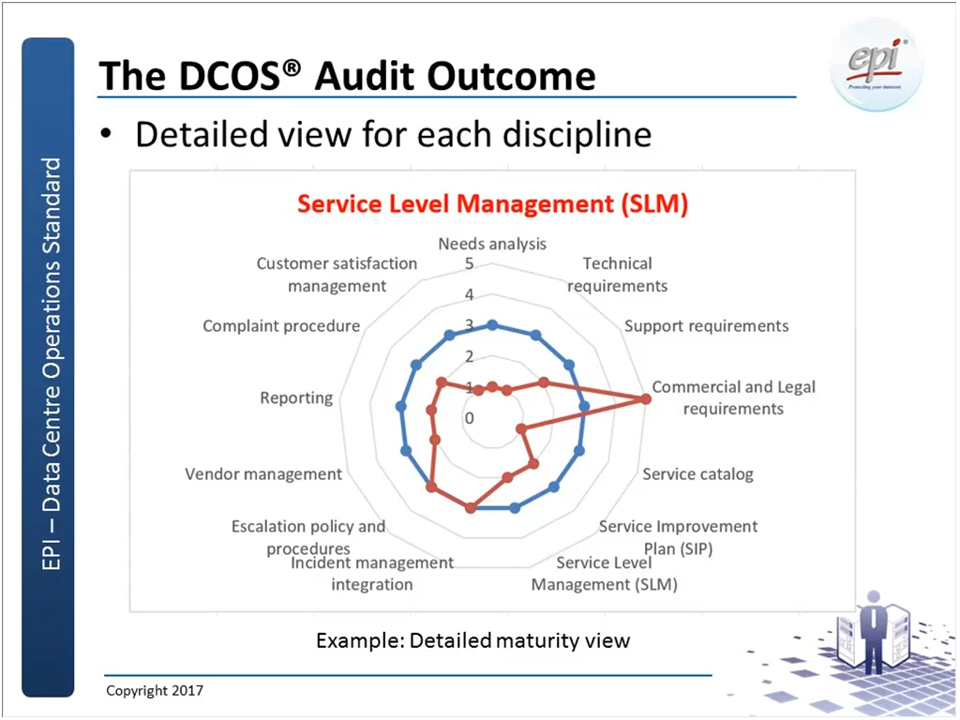 The DCOS® Audit Outcome
epi®
Protecting your interests
• Detailed view for each discipline
EPI – Data Centre Operations Standard
Service Level Management (SLM)
Needs analysis
Technical
requirements
Support requirements
Commercial and Legal
requirements
Service catalog
Service Improvement
Plan (SIP)
Service Level
Management (SLM)
Incident management
integration
Escalation policy and
procedures
Vendor management
Reporting
Complaint procedure
Customer satisfaction
management
5
4
3
2
1
0
Example: Detailed maturity view
Copyright 2017